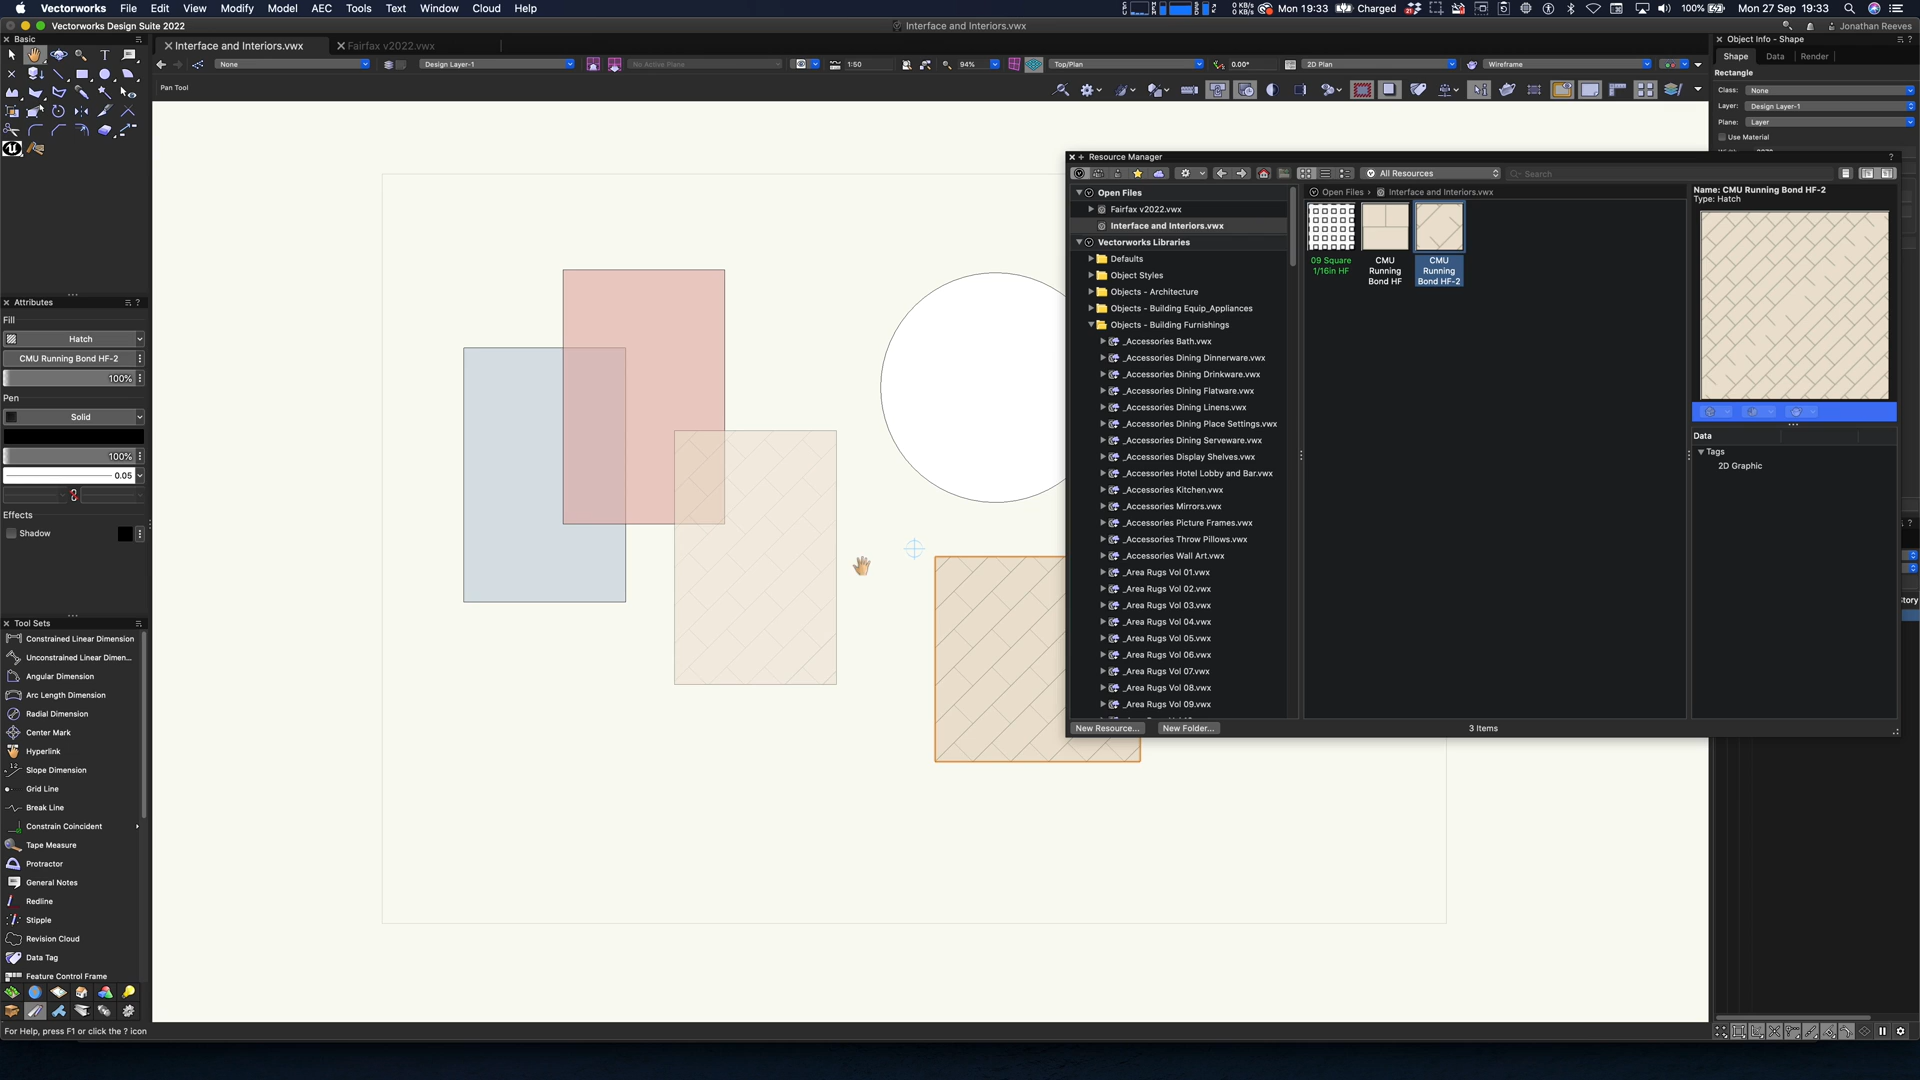 Vectorworks File Edit View Modify Model AEC Tools Text Window Cloud Help
0 KB/s
0 KB/s
Mon 19:33 Charged 100% Mon 27 Sep 19:33
Vectorworks Design Suite 2022
Interface and Interiors.vwx
Jonathan Reeves
Basic
Interface and Interiors.vwx
Fairfax v2022.vwx
None
Design Layer-1
No Active Plane
1:50
94%
Top/Plan
0.00°
2D Plan
Wireframe
Pan Tool
Attributes
Fill
Hatch
CMU Running Bond HF-2
100%
Pen
Solid
100%
0.05
Effects
Shadow
Tool Sets
Constrained Linear Dimension
Unconstrained Linear Dimen...
Angular Dimension
Arc Length Dimension
Radial Dimension
Center Mark
Hyperlink
Slope Dimension
Grid Line
Break Line
Constrain Coincident
Tape Measure
Protractor
General Notes
Redline
Stipple
Revision Cloud
Data Tag
Feature Control Frame
For Help, press F1 or click the ? icon
Resource Manager
All Resources
Search
Open Files
Fairfax v2022.vwx
Interface and Interiors.vwx
Vectorworks Libraries
Defaults
Object Styles
Objects - Architecture
Objects - Building Equip_Appliances
Objects - Building Furnishings
_Accessories Bath.vwx
_Accessories Dining Dinnerware.vwx
_Accessories Dining Drinkware.vwx
_Accessories Dining Flatware.vwx
_Accessories Dining Linens.vwx
_Accessories Dining Place Settings.vwx
_Accessories Dining Serveware.vwx
_Accessories Display Shelves.vwx
_Accessories Hotel Lobby and Bar.vwx
_Accessories Kitchen.vwx
_Accessories Mirrors.vwx
_Accessories Picture Frames.vwx
_Accessories Throw Pillows.vwx
_Accessories Wall Art.vwx
_Area Rugs Vol 01.vwx
_Area Rugs Vol 02.vwx
_Area Rugs Vol 03.vwx
_Area Rugs Vol 04.vwx
_Area Rugs Vol 05.vwx
_Area Rugs Vol 06.vwx
_Area Rugs Vol 07.vwx
_Area Rugs Vol 08.vwx
_Area Rugs Vol 09.vwx
New Resource...
New Folder...
Open Files › Interface and Interiors.vwx
09 Square
1/16in HF
CMU
Running
Bond HF
CMU
Running
Bond HF-2
3 Items
Name: CMU Running Bond HF-2
Type: Hatch
Data
Tags
2D Graphic
Object Info - Shape
Shape Data Render
Rectangle
Class: None
Layer: Design Layer-1
Plane: Layer
Use Material
tory